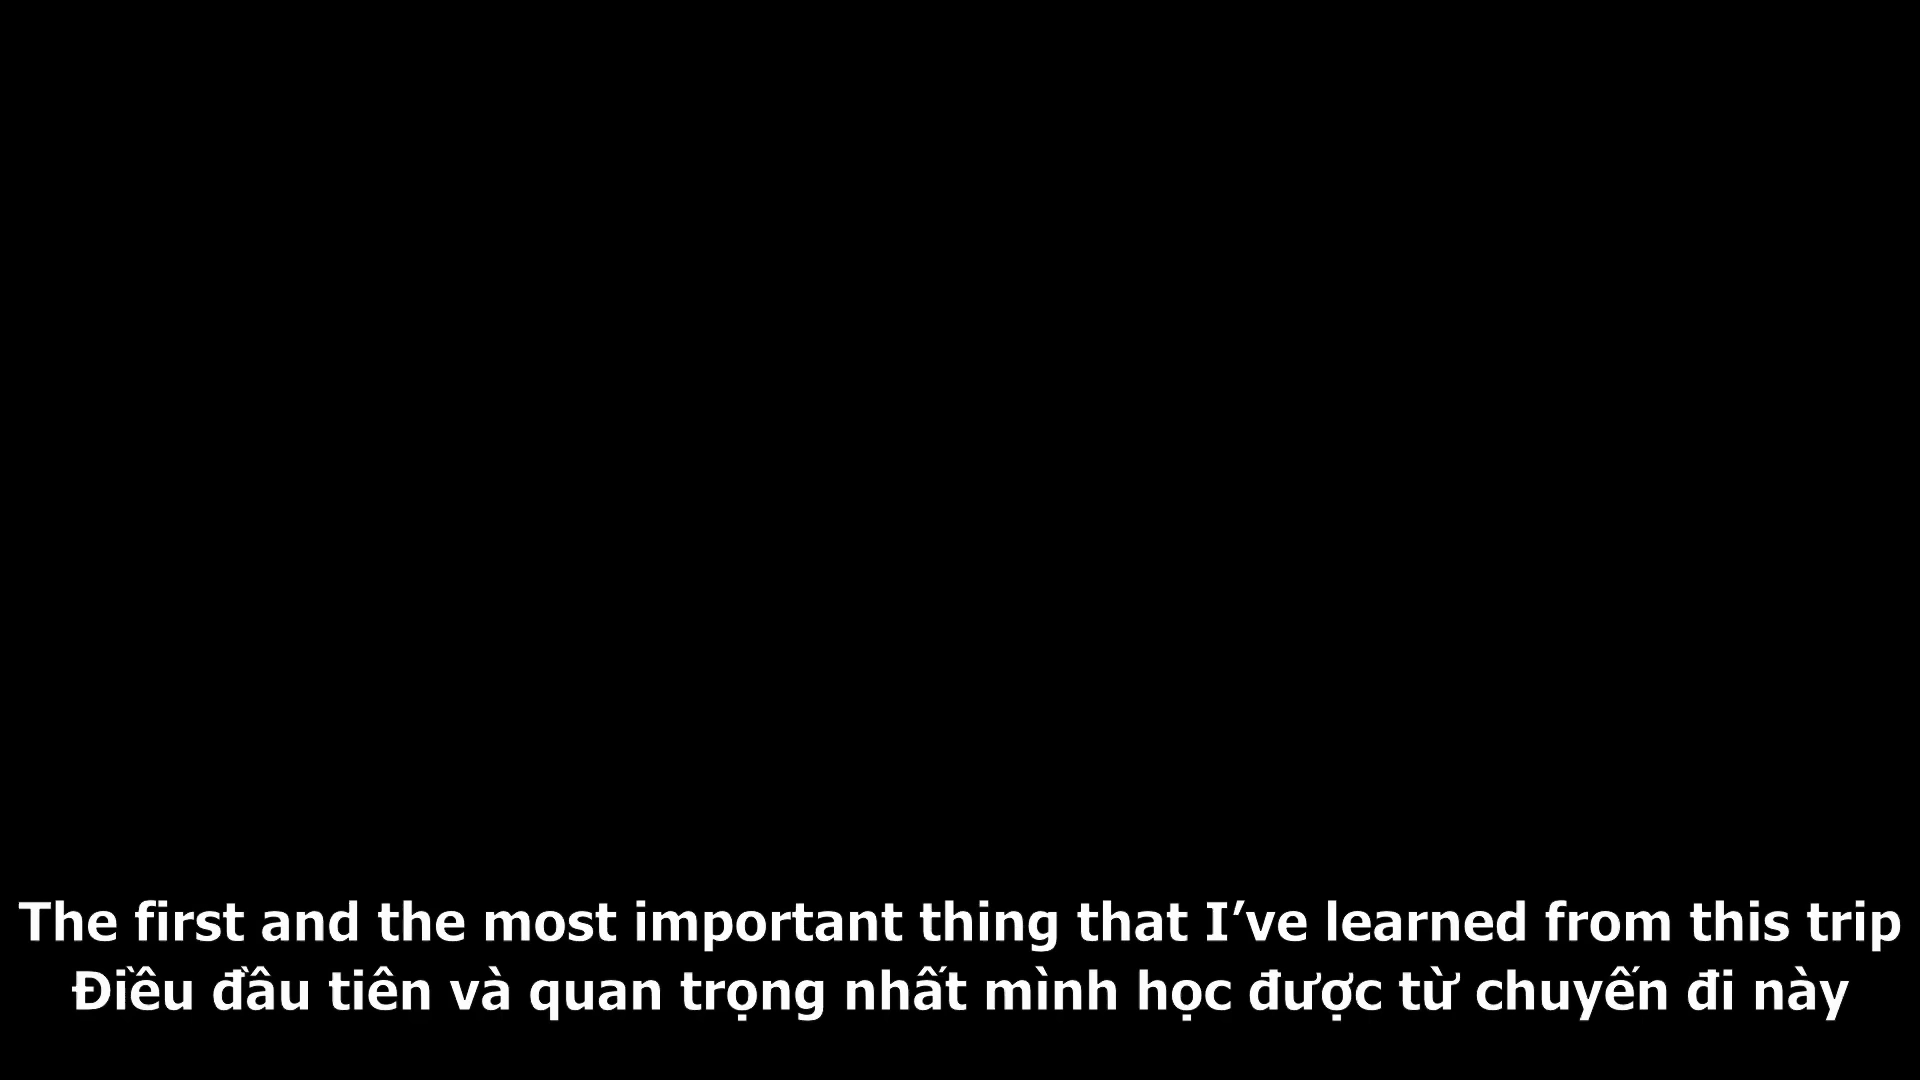 The first and the most important thing that I’ve learned from this trip
Điều đầu tiên và quan trọng nhất mình học được từ chuyến đi này